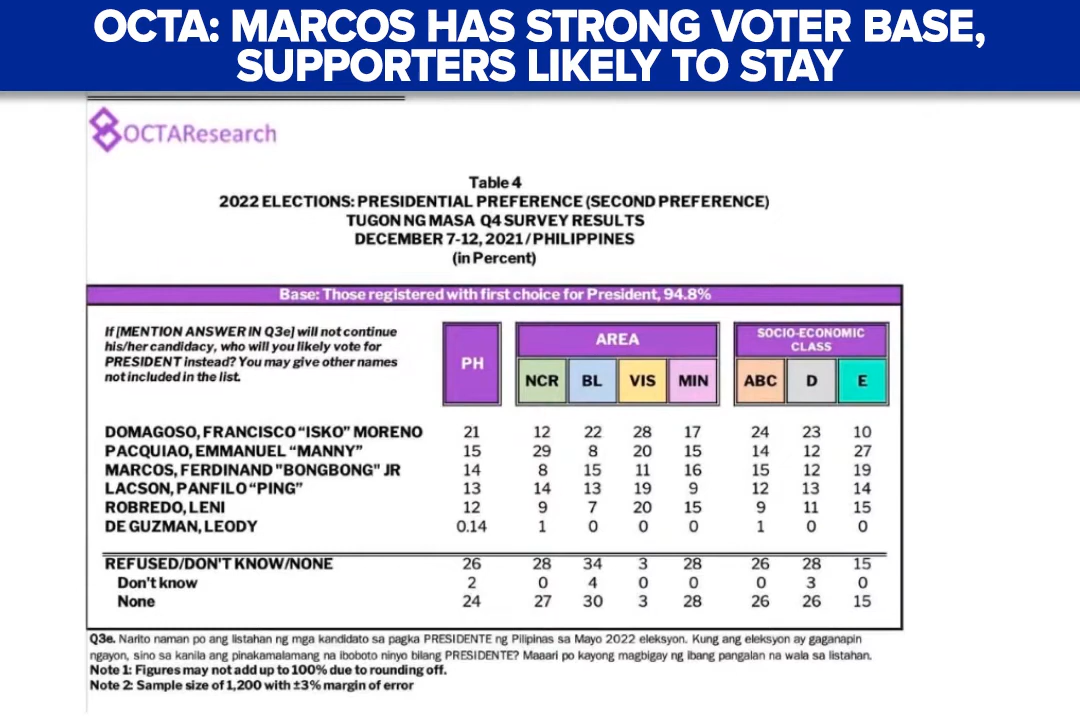 OCTA: MARCOS HAS STRONG VOTER BASE,
SUPPORTERS LIKELY TO STAY
OCTAResearch
Table 4
2022 ELECTIONS: PRESIDENTIAL PREFERENCE (SECOND PREFERENCE)
TUGON NG MASA Q4 SURVEY RESULTS
DECEMBER 7-12, 2021 / PHILIPPINES
(in Percent)
Base: Those registered with first choice for President, 94.8%
If [MENTION ANSWER IN Q3e] will not continue
his/her candidacy, who will you likely vote for
PRESIDENT instead? You may give other names
not included in the list.
PH
AREA
SOCIO-ECONOMIC
CLASS
NCR BL VIS MIN ABC D E
DOMAGOSO, FRANCISCO "ISKO" MORENO 21 12 22 28 17 24 23 10
PACQUIAO, EMMANUEL "MANNY" 15 29 8 20 15 14 12 27
MARCOS, FERDINAND "BONGBONG" JR 14 8 15 11 16 15 12 19
LACSON, PANFILO "PING" 13 14 13 19 9 12 13 14
ROBREDO, LENI 12 9 7 20 15 9 11 15
DE GUZMAN, LEODY 0.14 1 0 0 0 1 0 0
REFUSED/DON'T KNOW/NONE 26 28 34 3 28 26 28 15
Don't know 2 0 4 0 0 0 3 0
None 24 27 30 3 28 26 26 15
Q3e. Narito naman po ang listahan ng mga kandidato sa pagka PRESIDENTE ng Pilipinas sa Mayo 2022 eleksyon. Kung ang eleksyon ay gaganapin
ngayon, sino sa kanila ang pinakamalamang na iboboto ninyo bilang PRESIDENTE? Maaari po kayong magbigay ng ibang pangalan na wala sa listahan.
Note 1: Figures may not add up to 100% due to rounding off.
Note 2: Sample size of 1,200 with ±3% margin of error